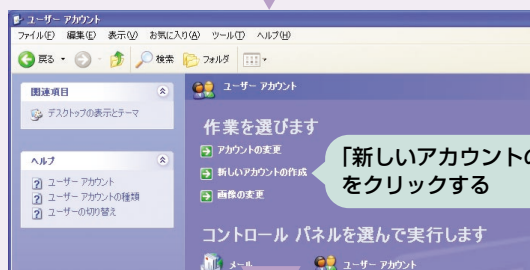 ユーザー アカウント
ファイル(F) 編集(E) 表示(V) お気に入り(A) ツール(T) ヘルプ(H)
戻る 検索 フォルダ
関連項目
デスクトップの表示とテーマ
ヘルプ
ユーザー アカウント
ユーザー アカウントの種類
ユーザーの切り替え
ユーザー アカウント
作業を選びます
アカウントの変更
新しいアカウントの作成
画像の変更
「新しいアカウントの
をクリックする
コントロール パネルを選んで実行します
メール ユーザー アカウント